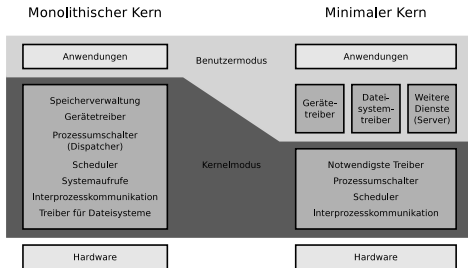 Monolithischer Kern
Minimaler Kern
Anwendungen
Benutzermodus
Anwendungen
Geräte-
treiber
Datei-
system-
treiber
Weitere
Dienste
(Server)
Speicherverwaltung
Gerätetreiber
Prozessumschalter
(Dispatcher)
Scheduler
Systemaufrufe
Interprozesskommunikation
Treiber für Dateisysteme
Kernelmodus
Notwendigste Treiber
Prozessumschalter
Scheduler
Interprozesskommunikation
Hardware
Hardware